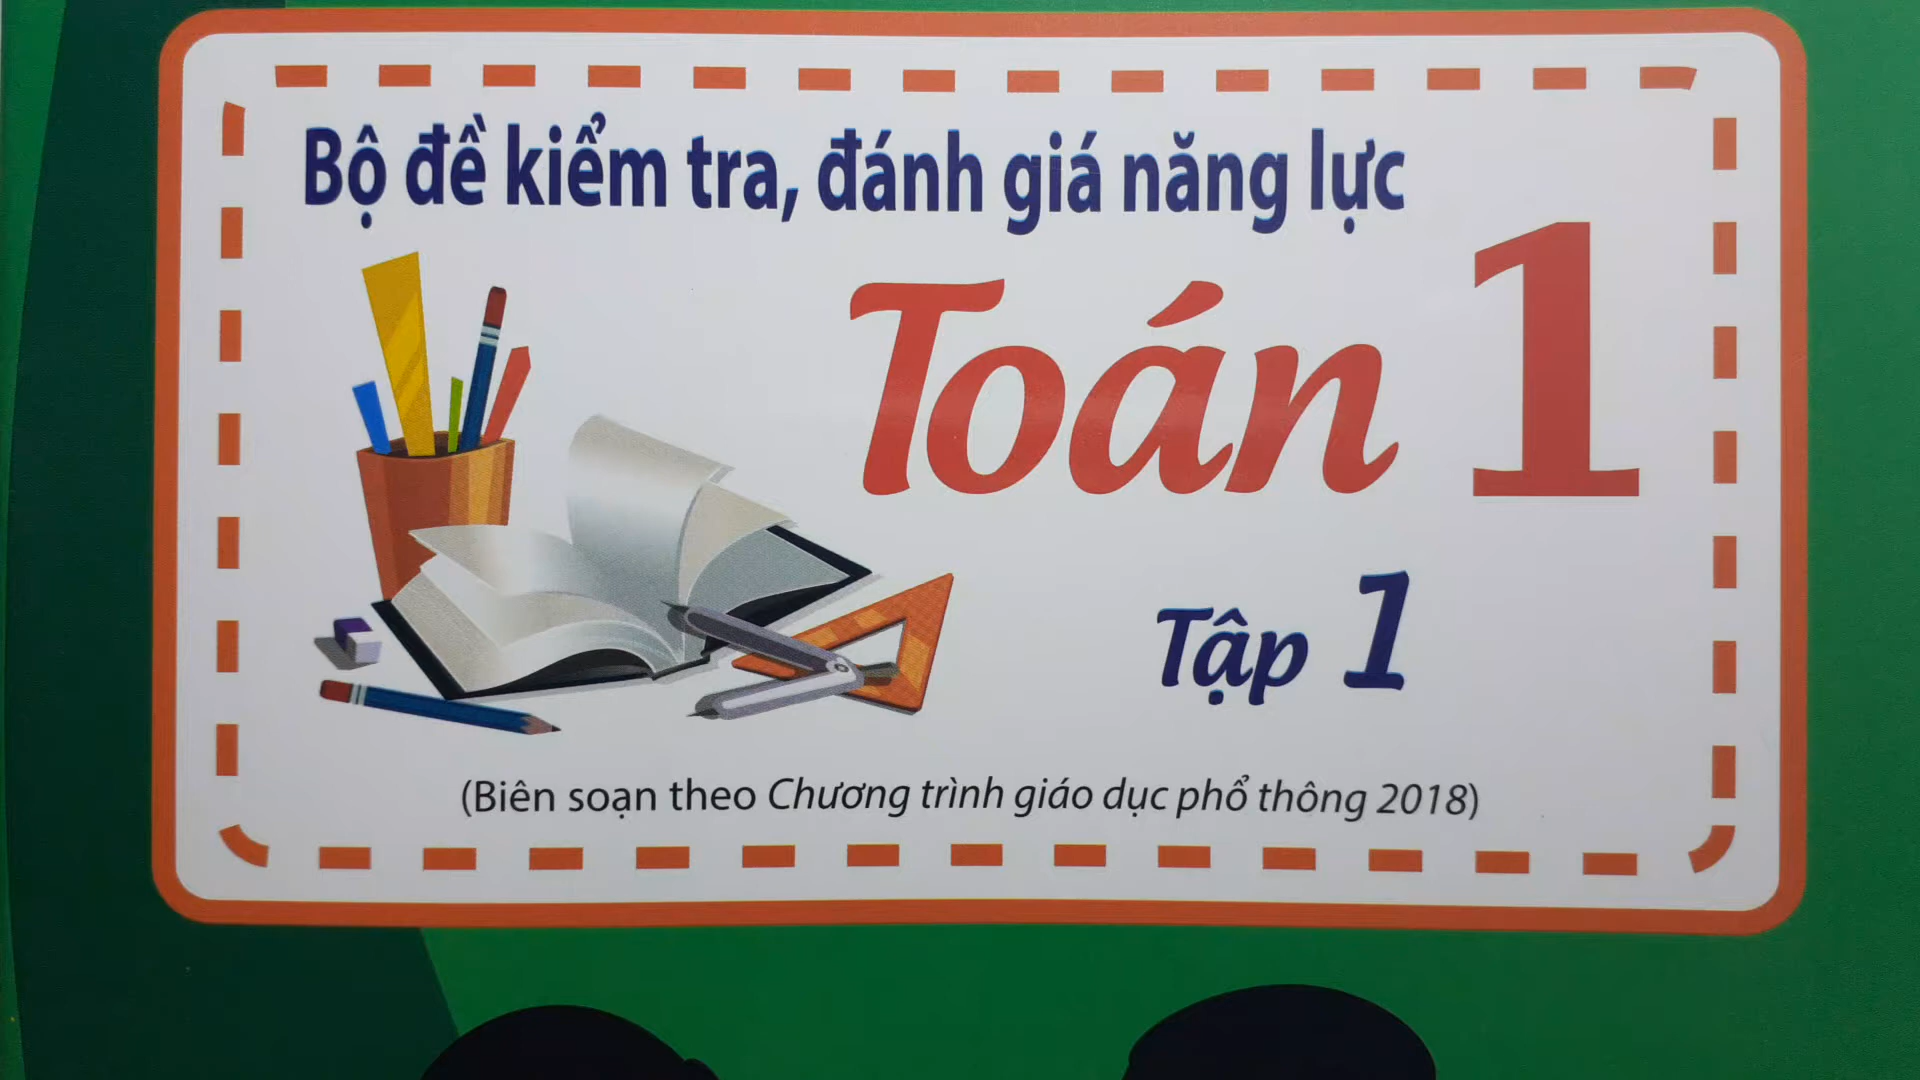 Bộ đề kiểm tra, đánh giá năng lực
Toán 1
Tập 1
(Biên soạn theo Chương trình giáo dục phổ thông 2018)